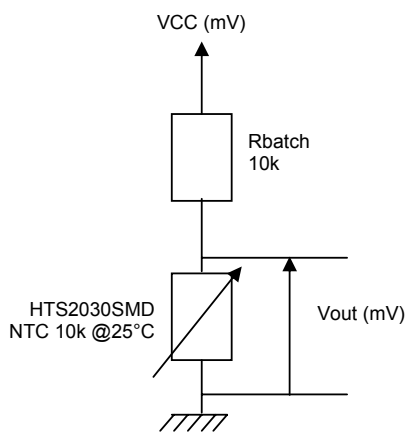 VCC (mV)
Rbatch
10k
HTS2030SMD
NTC 10k @25°C
Vout (mV)